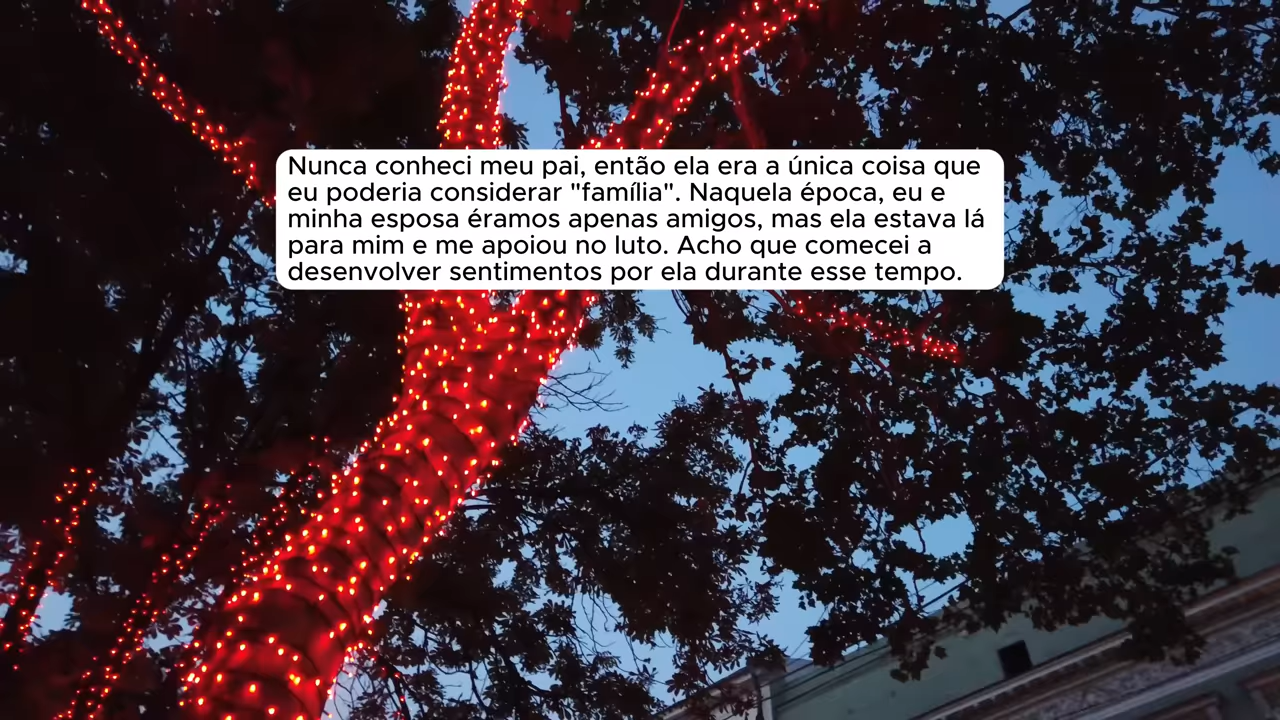 Nunca conheci meu pai, então ela era a única coisa que
eu poderia considerar "família". Naquela época, eu e
minha esposa éramos apenas amigos, mas ela estava lá
para mim e me apoiou no luto. Acho que comecei a
desenvolver sentimentos por ela durante esse tempo.